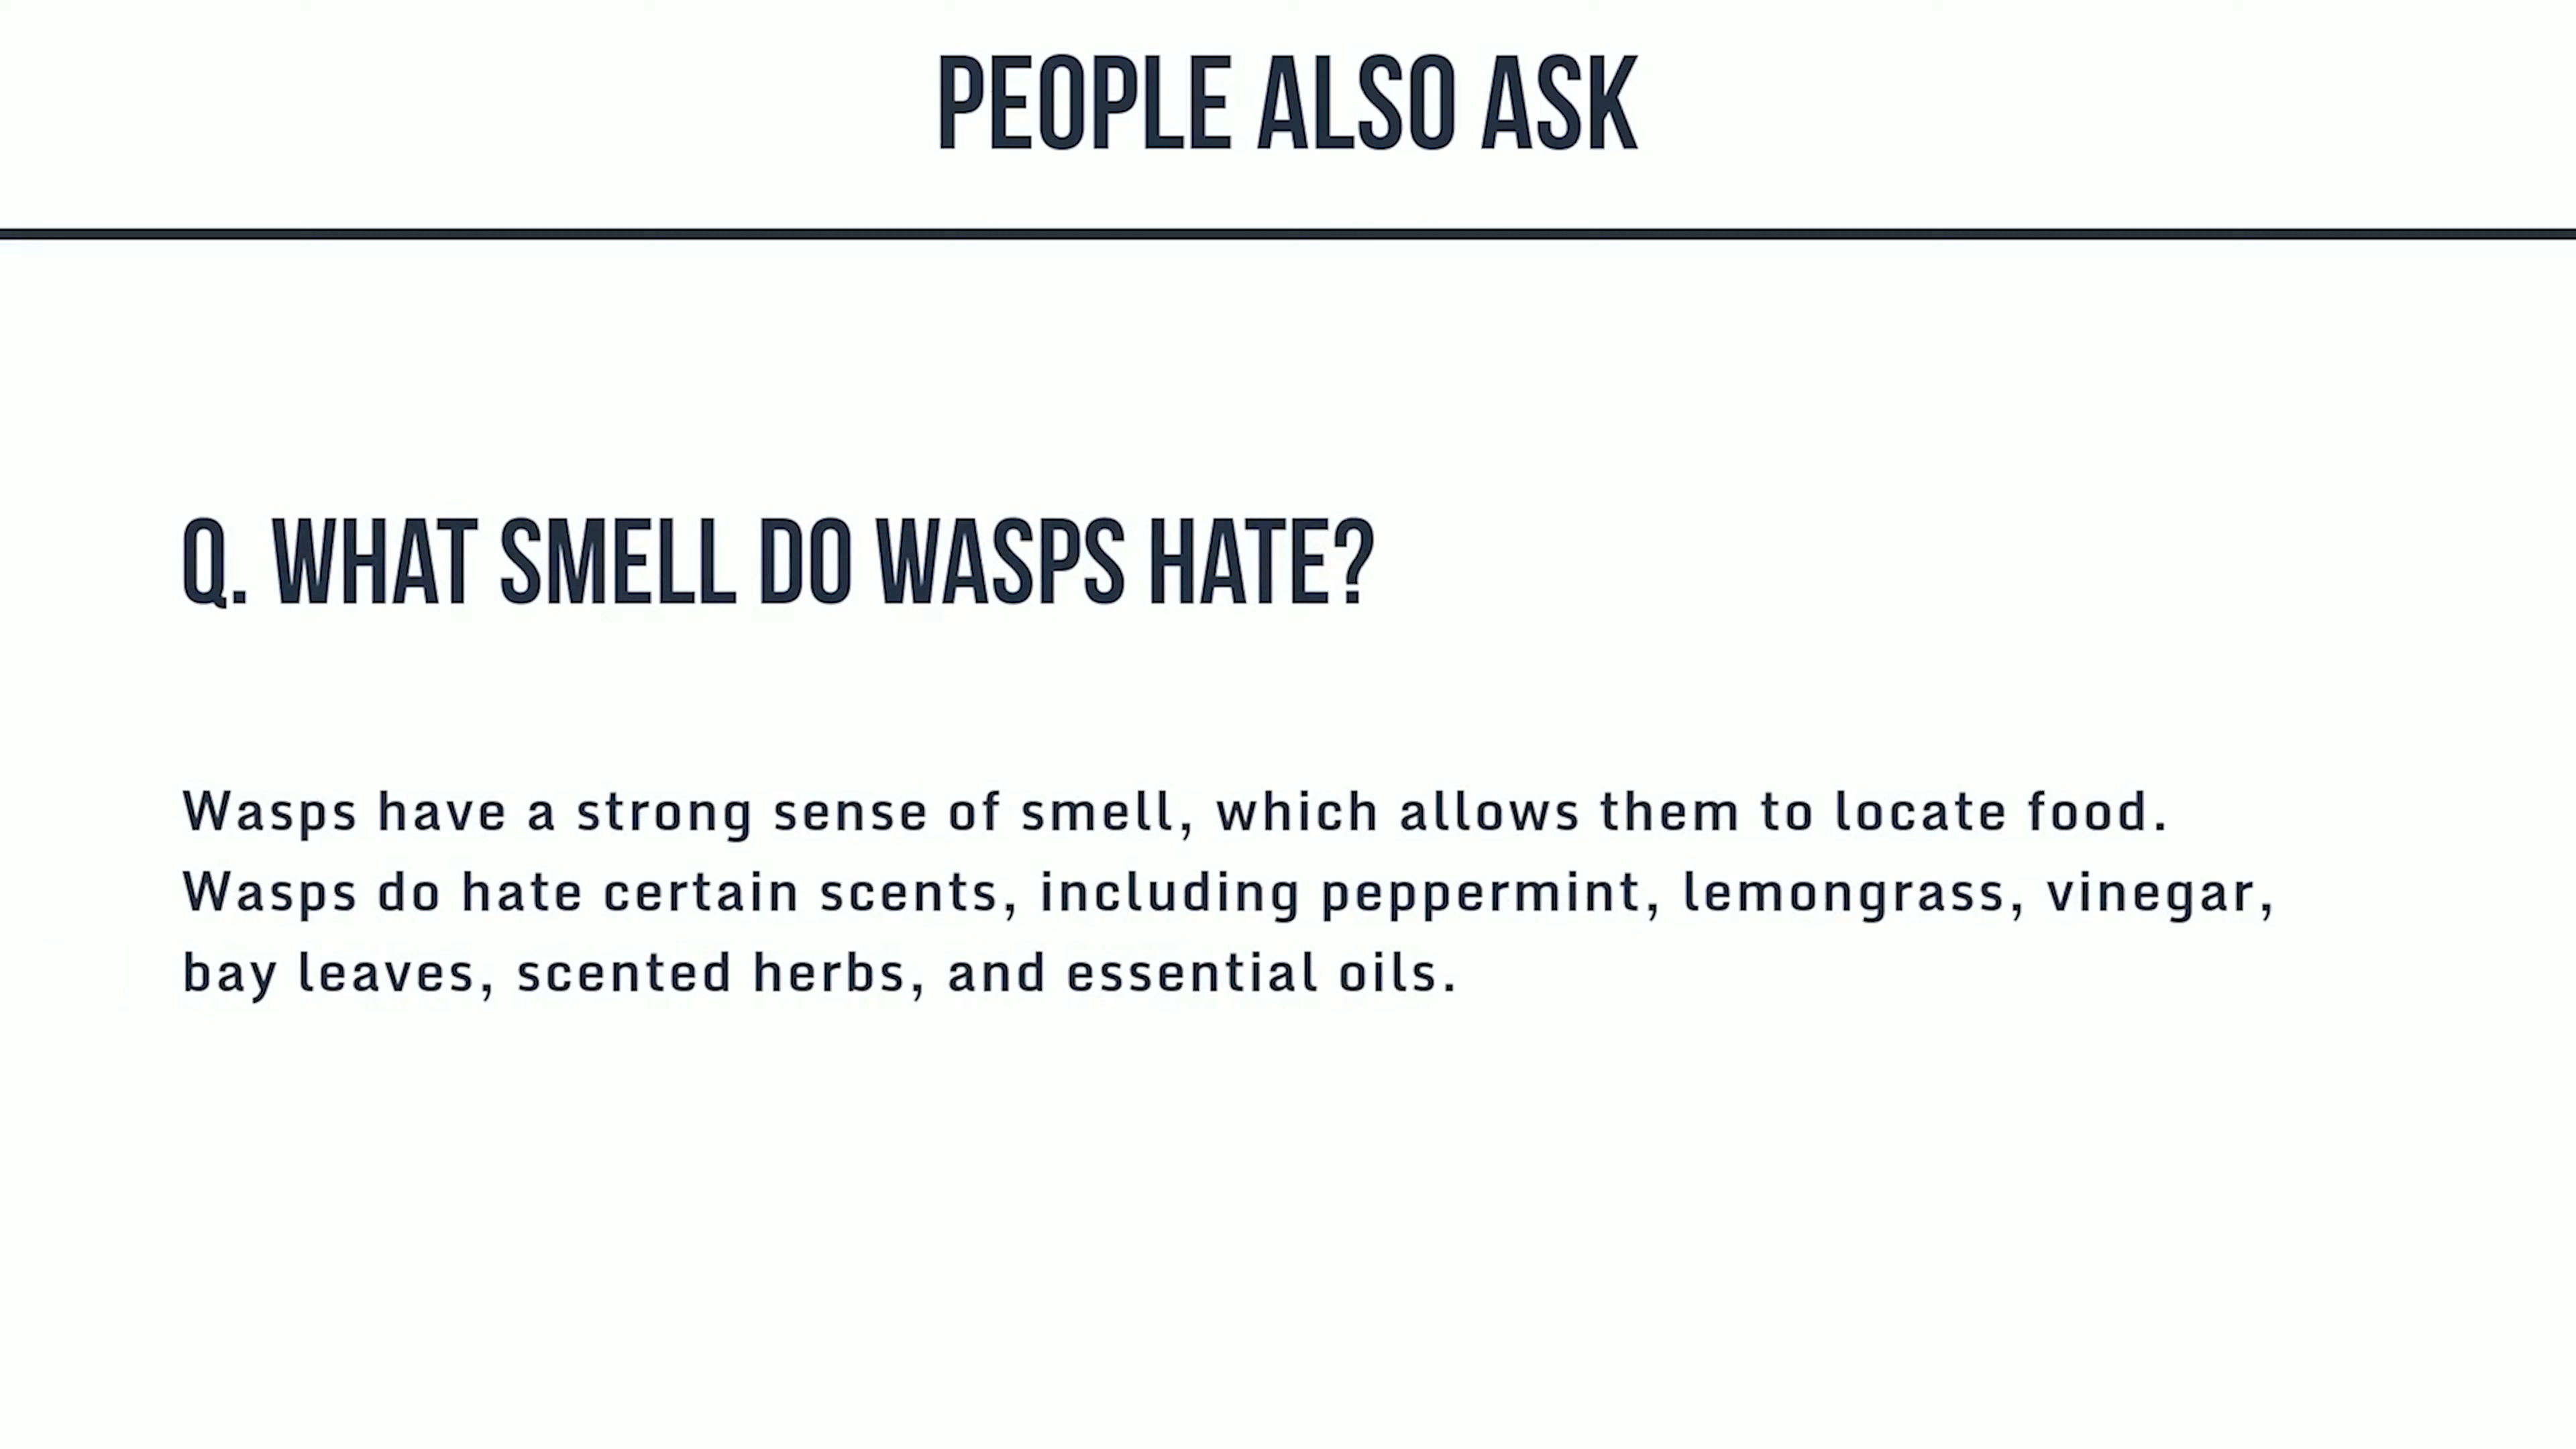 PEOPLE ALSO ASK
Q. WHAT SMELL DO WASPS HATE?
Wasps have a strong sense of smell, which allows them to locate food.
Wasps do hate certain scents, including peppermint, lemongrass, vinegar,
bay leaves, scented herbs, and essential oils.